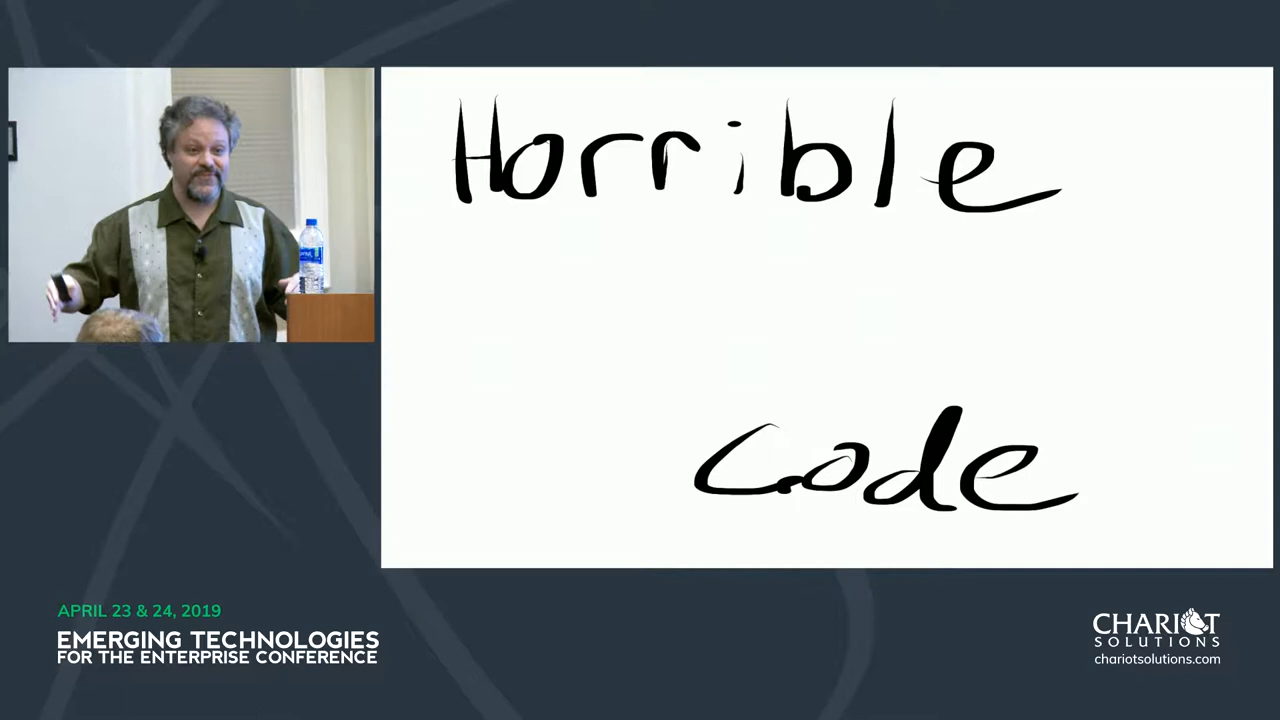 Horrible
Code
APRIL 23 & 24, 2019
EMERGING TECHNOLOGIES
FOR THE ENTERPRISE CONFERENCE
CHARIOT
SOLUTIONS
chariotsolutions.com